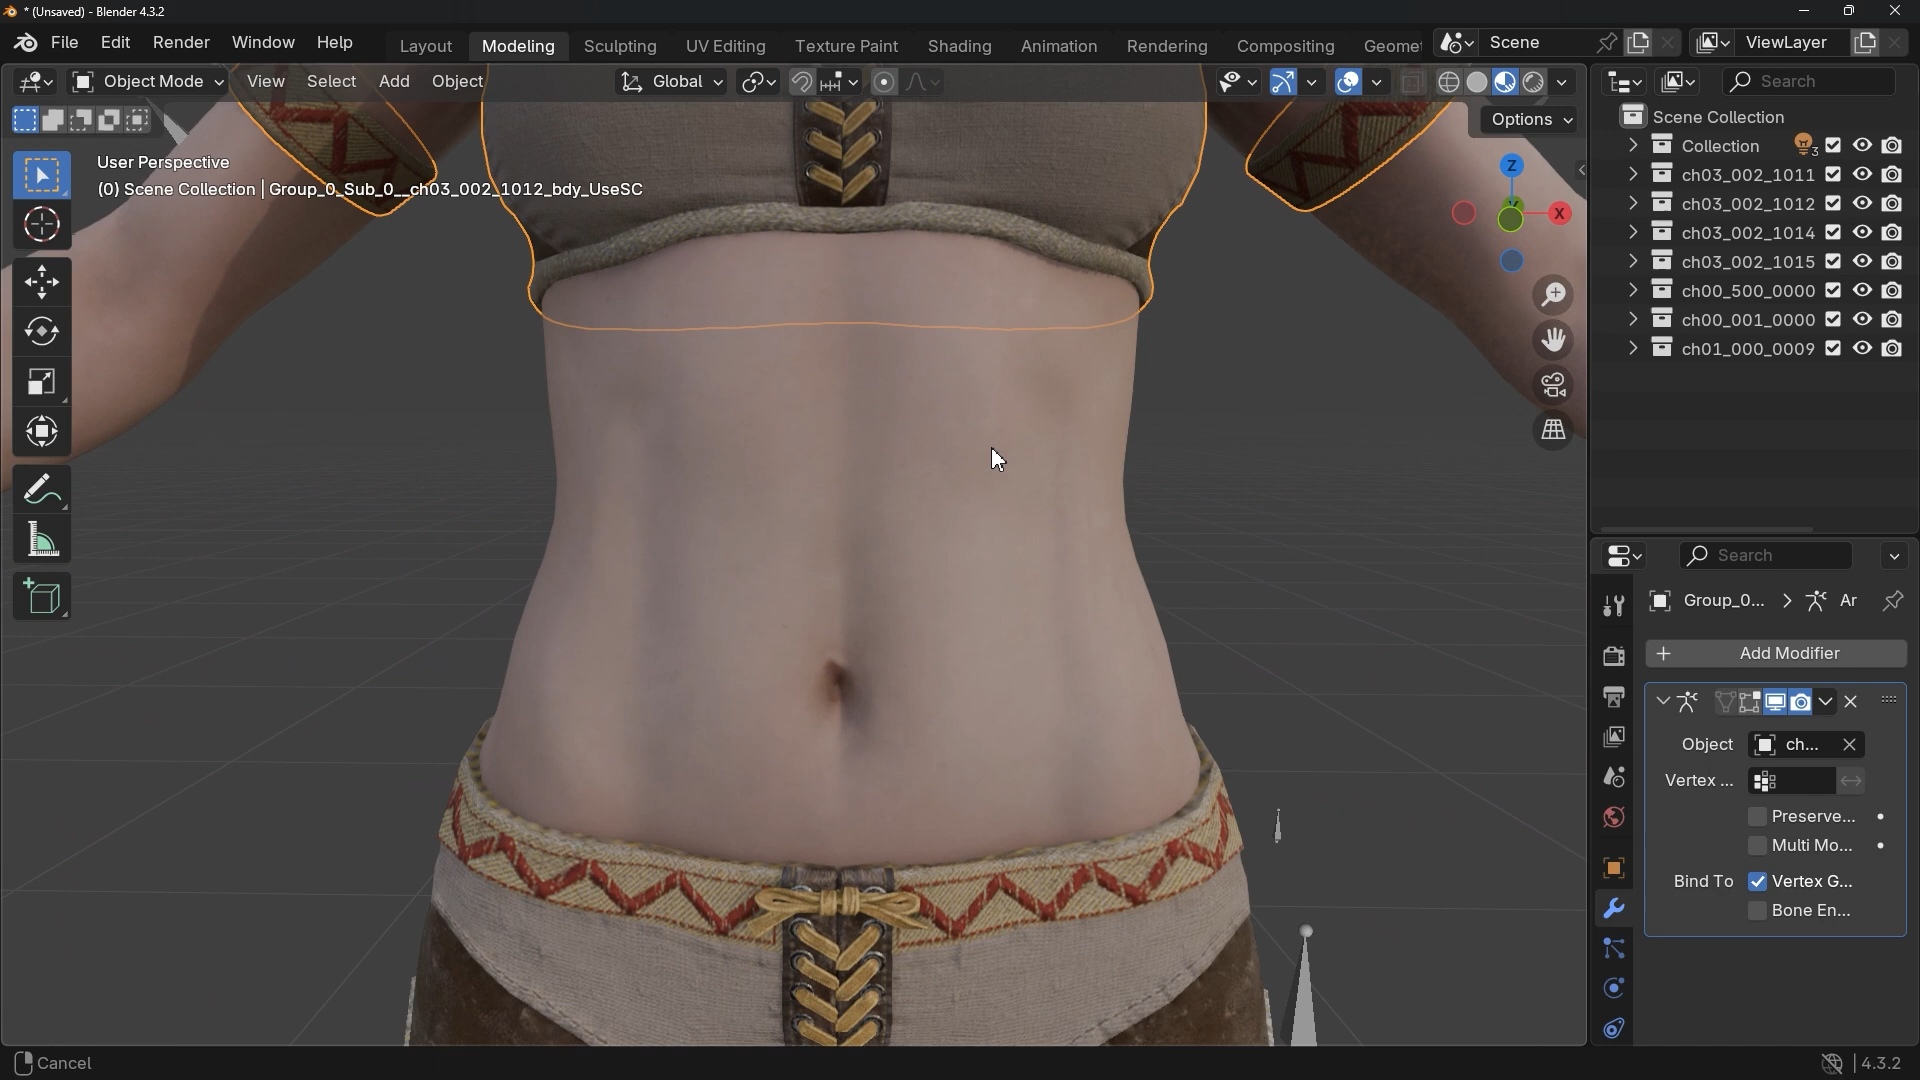 * (Unsaved) - Blender 4.3.2
File Edit Render Window Help
Layout Modeling Sculpting UV Editing Texture Paint Shading Animation Rendering Compositing Geomet
Scene
ViewLayer
Object Mode View Select Add Object
Global
Search
Options
User Perspective
(0) Scene Collection | Group_0_Sub_0__ch03_002_1012_bdy_UseSC
Z
Y
X
Scene Collection
Collection 3
ch03_002_1011
ch03_002_1012
ch03_002_1014
ch03_002_1015
ch00_500_0000
ch00_001_0000
ch01_000_0009
Search
Group_0... Ar
Add Modifier
Object ch...
Vertex ...
Preserve...
Multi Mo...
Bind To Vertex G...
Bone En...
Cancel
4.3.2